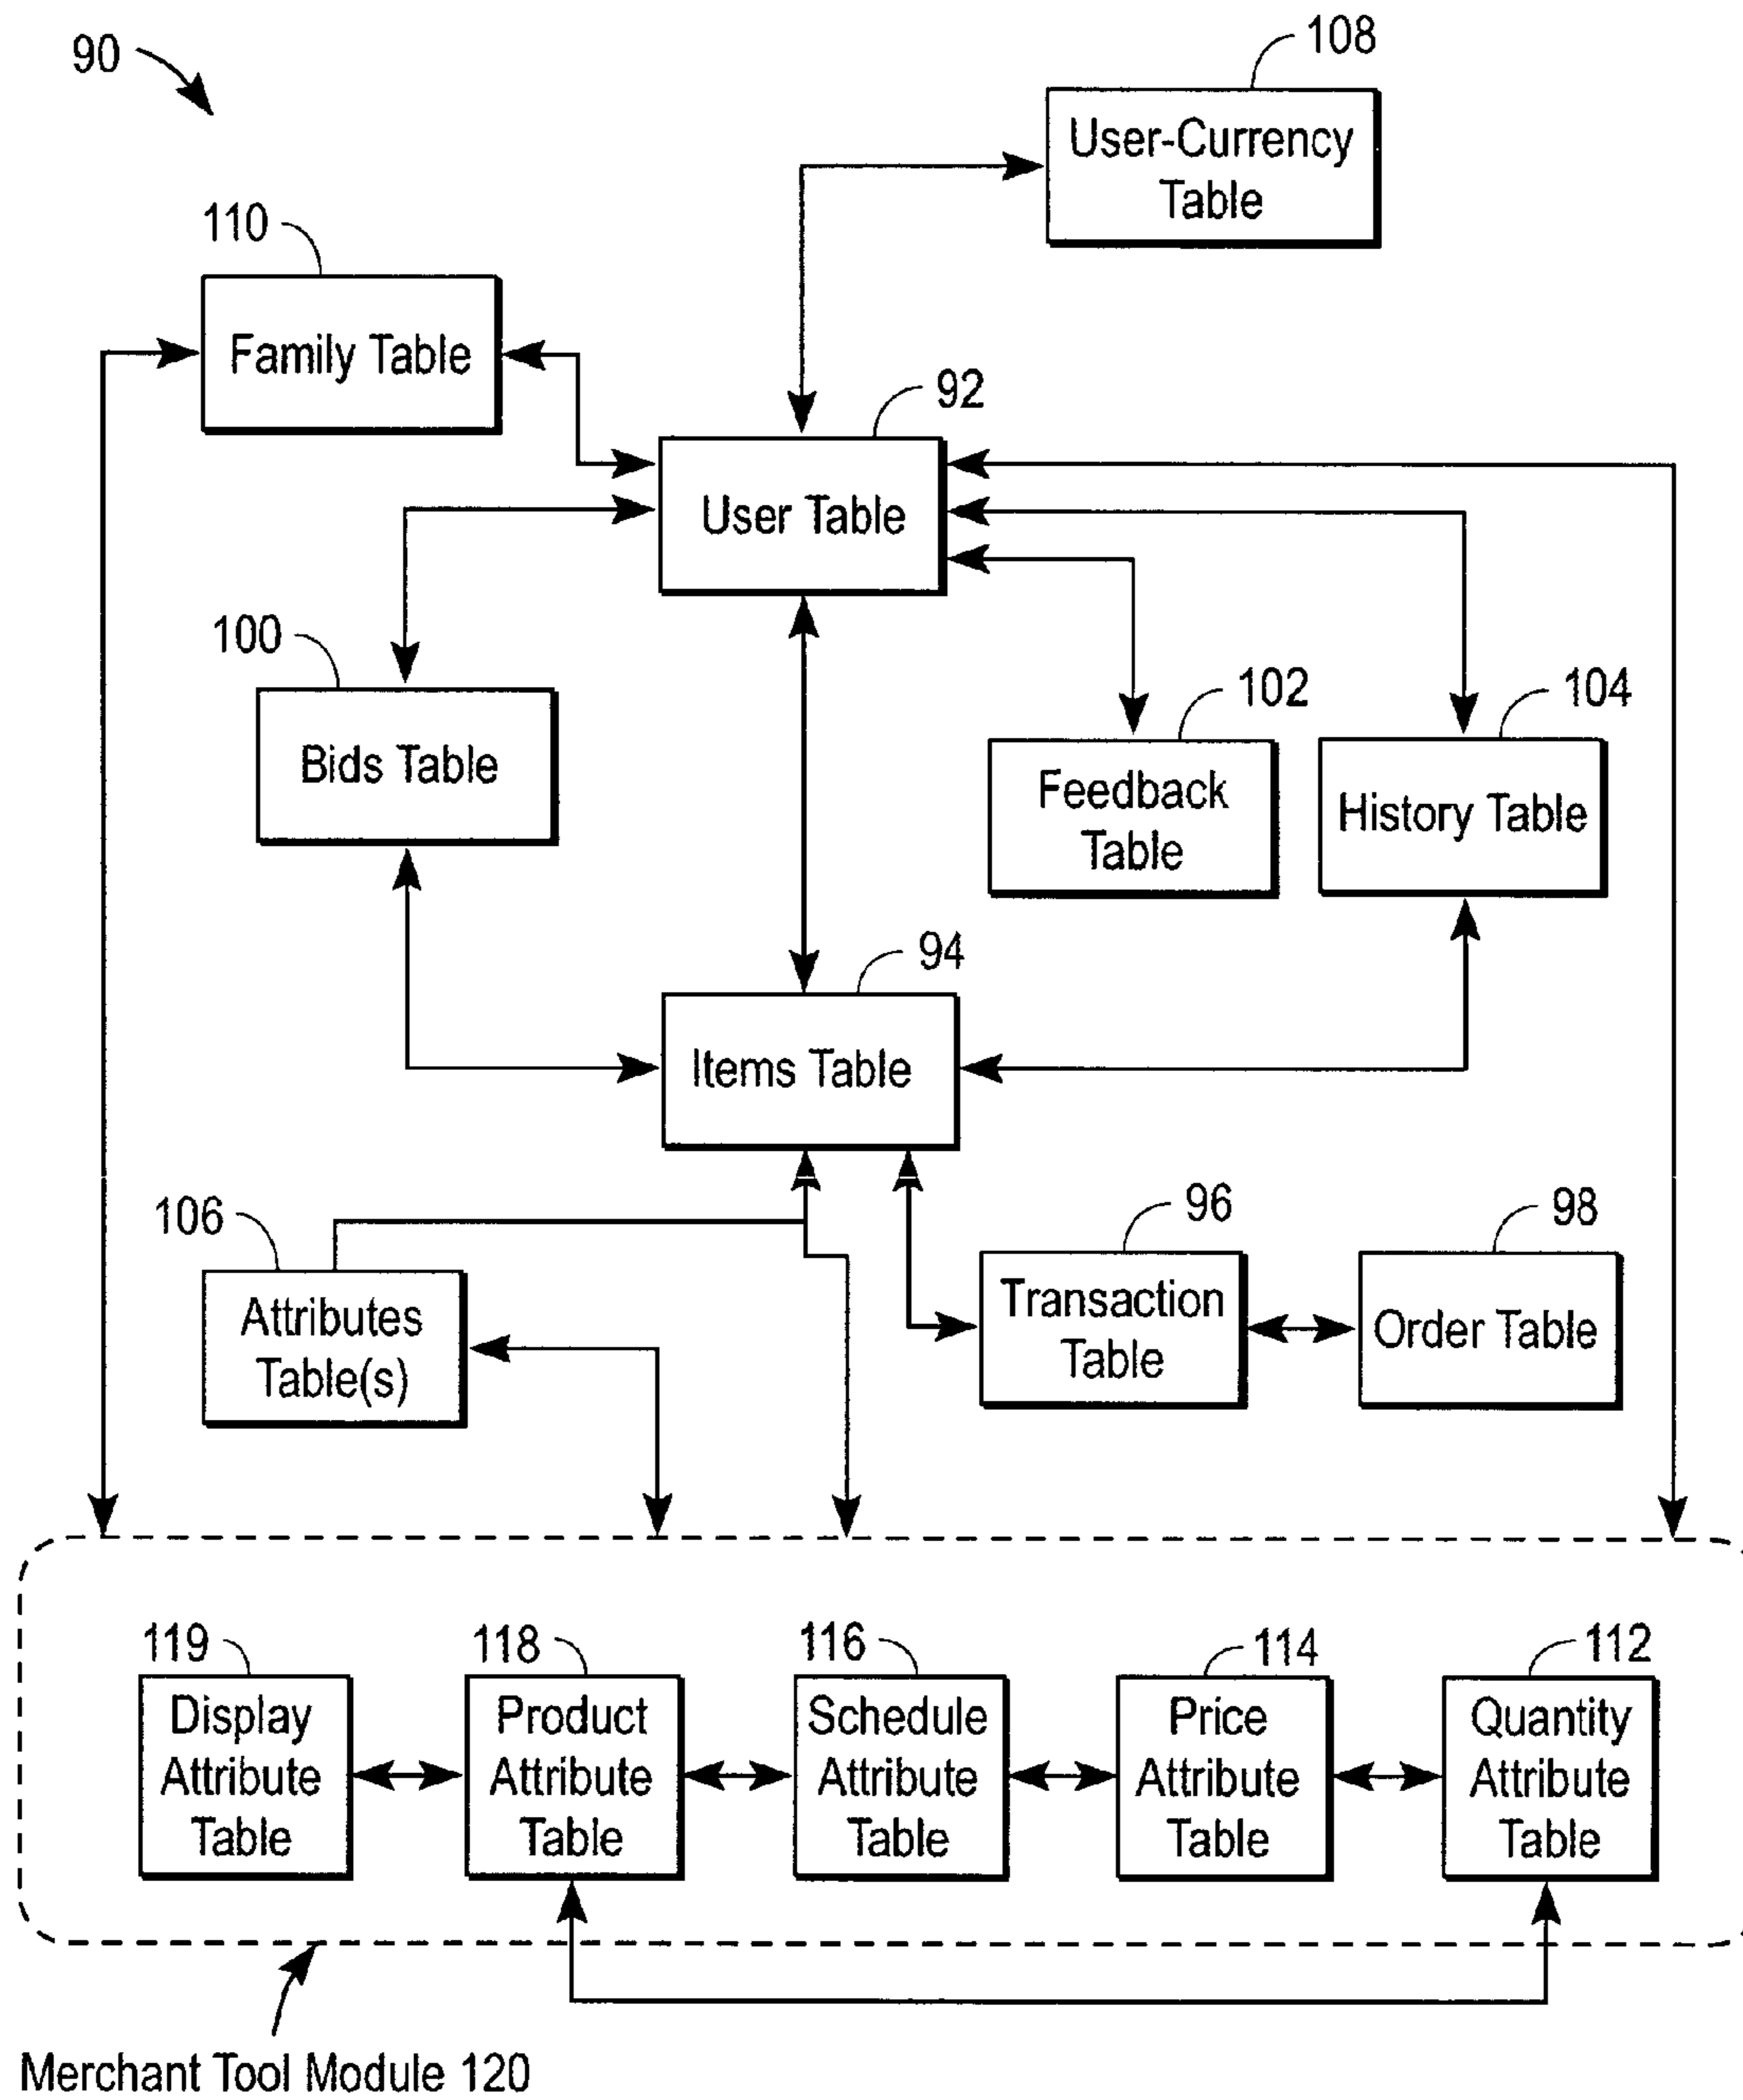 90
108
User-Currency
Table
110
Family Table
92
User Table
100
Bids Table
102
Feedback
Table
104
History Table
94
Items Table
106
Attributes
Table(s)
96
Transaction
Table
98
Order Table
119
Display
Attribute
Table
118
Product
Attribute
Table
116
Schedule
Attribute
Table
114
Price
Attribute
Table
112
Quantity
Attribute
Table
Merchant Tool Module 120